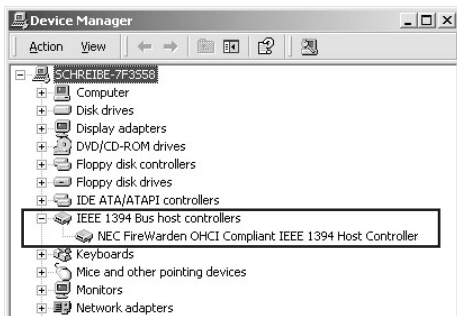 Device Manager
Action View
SCHREIBE-7F3S58
Computer
Disk drives
Display adapters
DVD/CD-ROM drives
Floppy disk controllers
Floppy disk drives
IDE ATA/ATAPI controllers
IEEE 1394 Bus host controllers
NEC FireWarden OHCI Compliant IEEE 1394 Host Controller
Keyboards
Mice and other pointing devices
Monitors
Network adapters